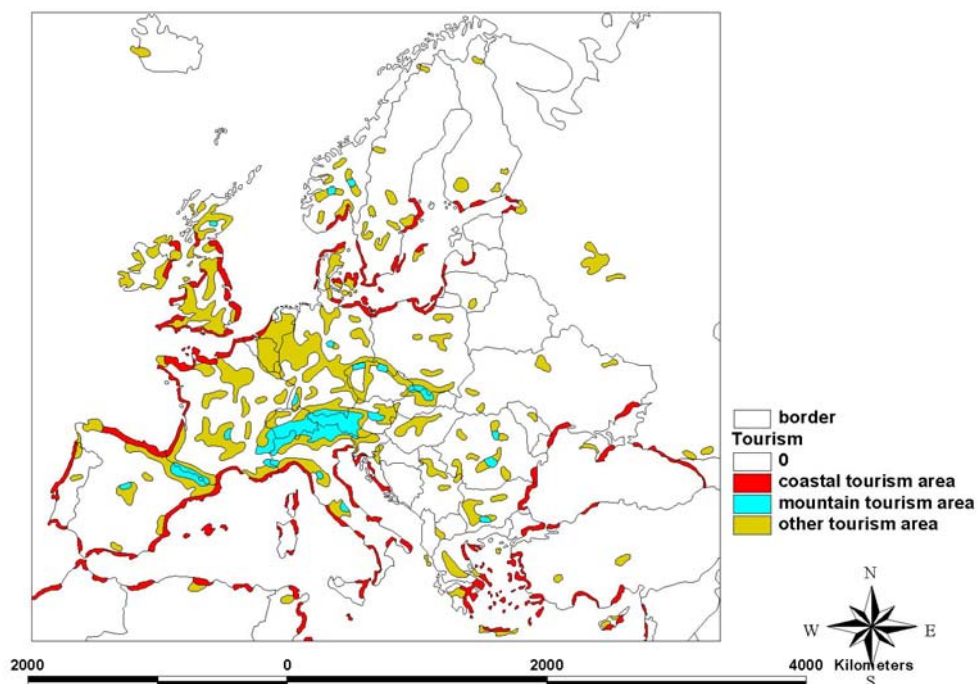 border
Tourism
0
coastal tourism area
mountain tourism area
other tourism area
N
W E
S
2000 0 2000 4000 Kilometers